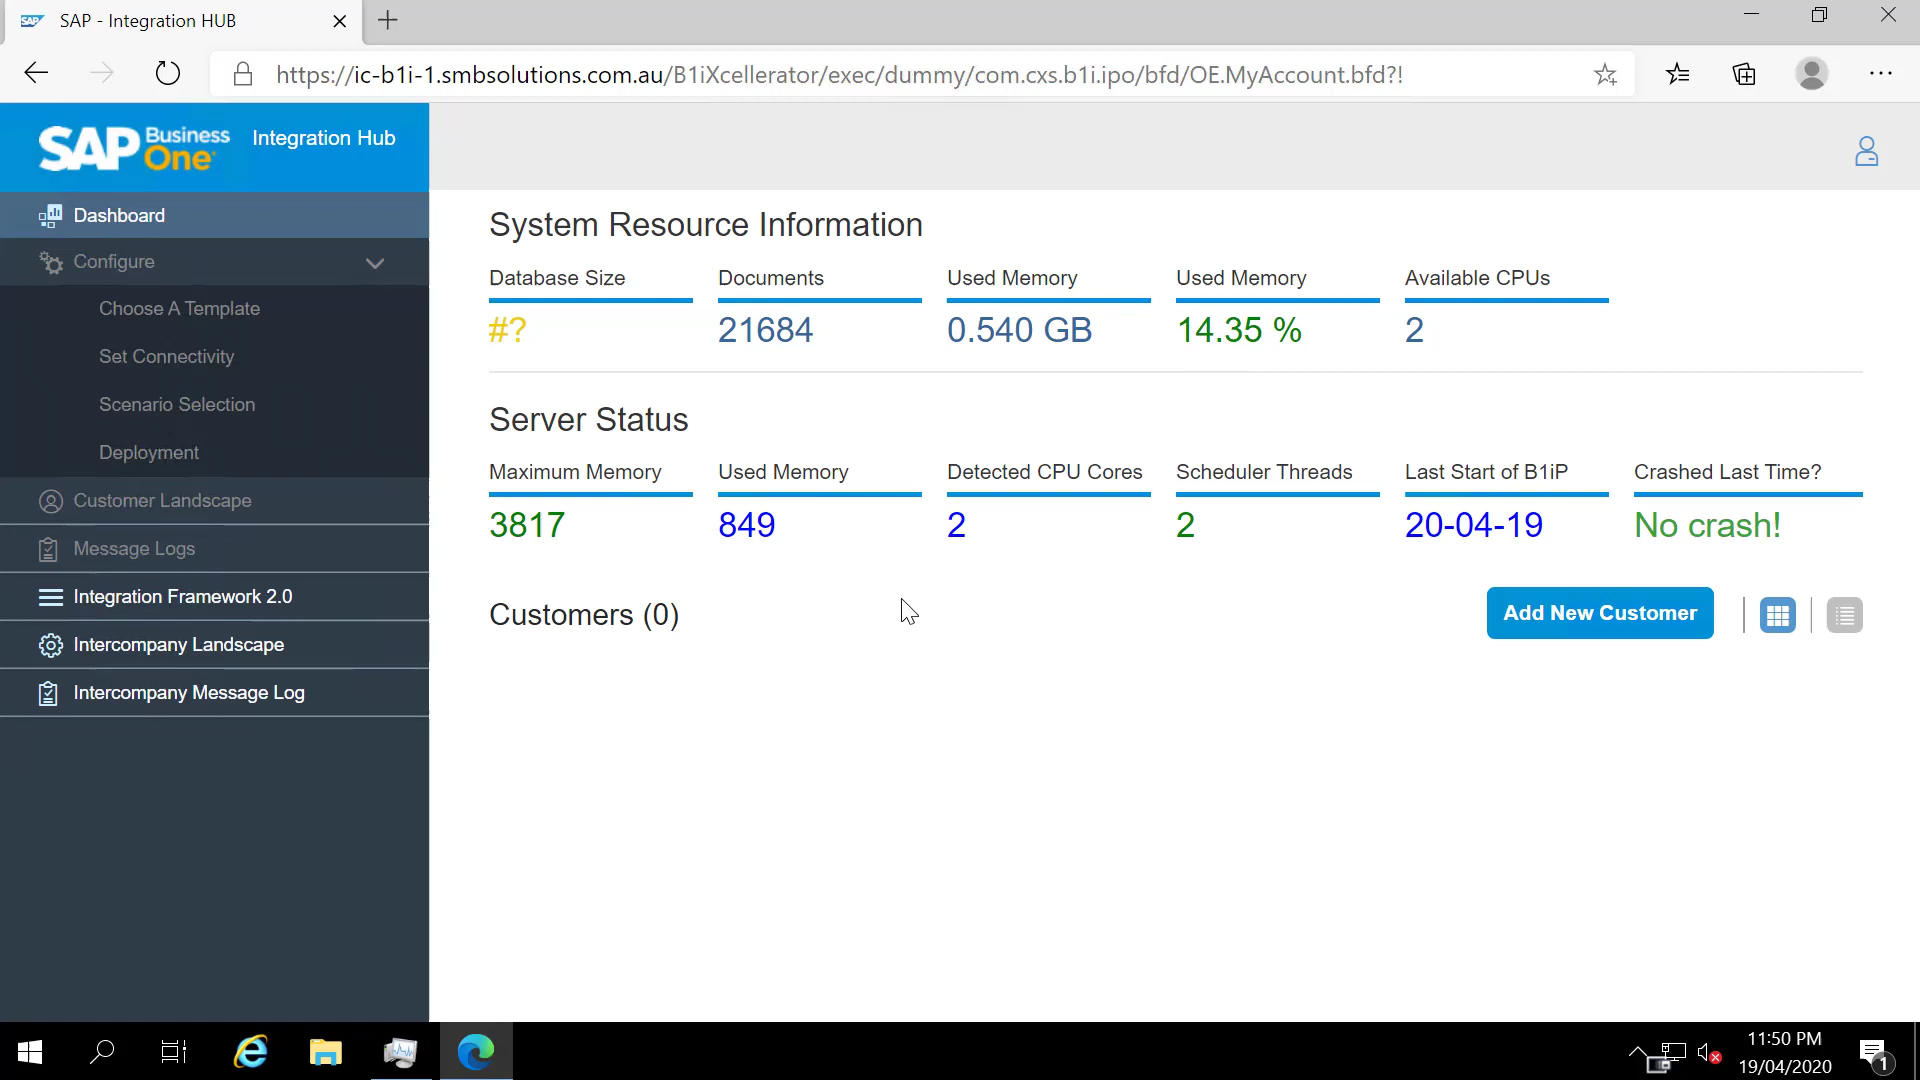 SAP - Integration HUB
https://ic-b1i-1.smbsolutions.com.au/B1iXcellerator/exec/dummy/com.cxs.b1i.ipo/bfd/OE.MyAccount.bfd?!
SAP Business One
Integration Hub
Dashboard
Configure
Choose A Template
Set Connectivity
Scenario Selection
Deployment
Customer Landscape
Message Logs
Integration Framework 2.0
Intercompany Landscape
Intercompany Message Log
System Resource Information
Database Size Documents Used Memory Used Memory Available CPUs
#? 21684 0.540 GB 14.35 % 2
Server Status
Maximum Memory Used Memory Detected CPU Cores Scheduler Threads Last Start of B1iP Crashed Last Time?
3817 849 2 2 20-04-19 No crash!
Customers (0) Add New Customer
11:50 PM
19/04/2020
1